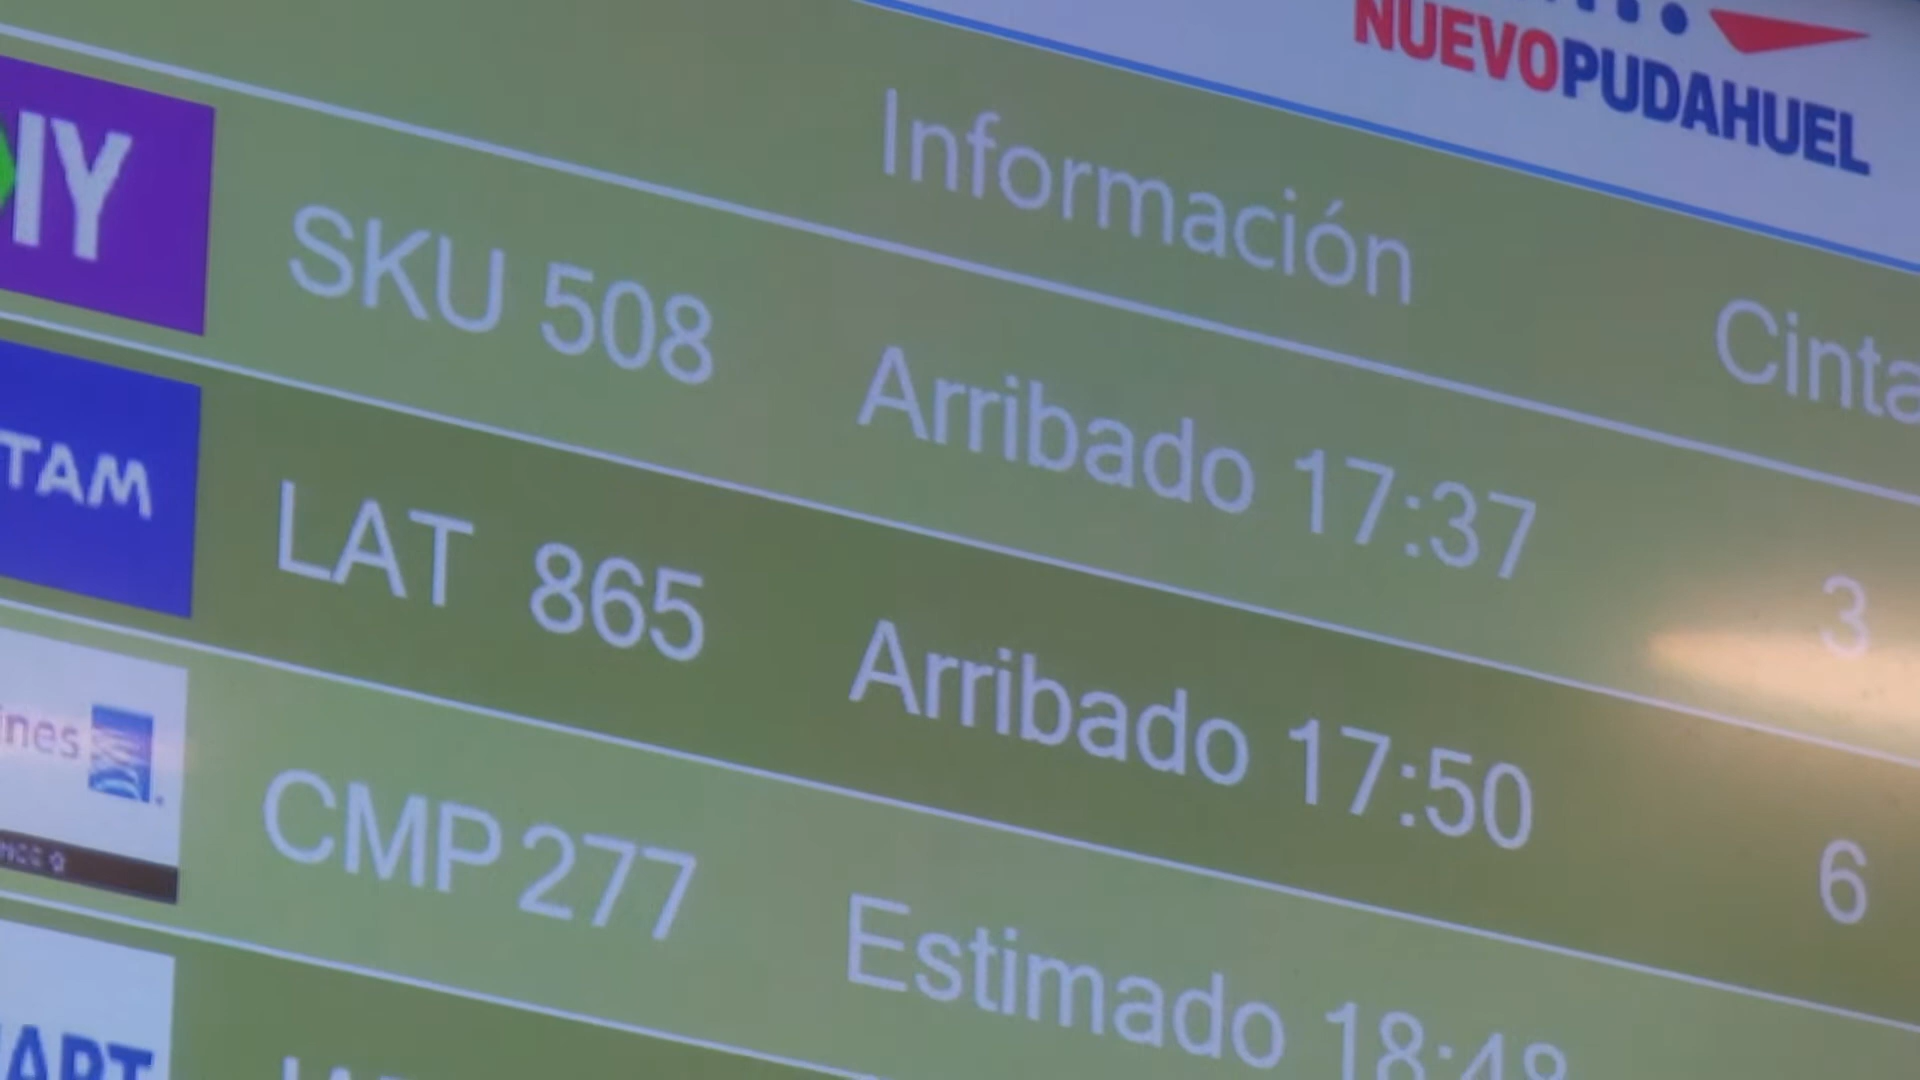 NUEVOPUDAHUEL
Información
Cinta
SKU 508 Arribado 17:37 3
TAM LAT 865 Arribado 17:50 6
CMP 277 Estimado 18:48